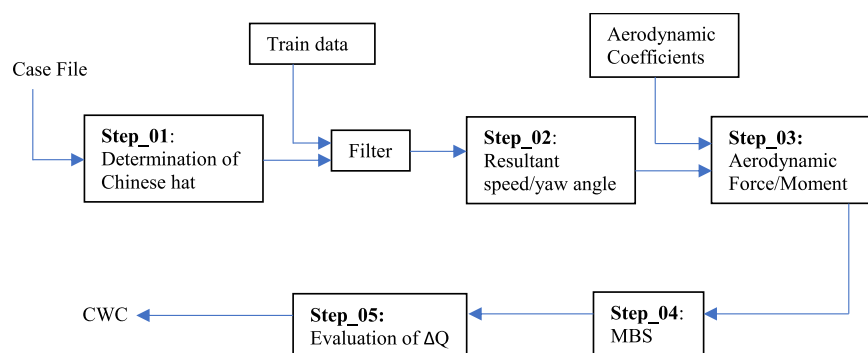 Train data
Aerodynamic
Coefficients
Case File
Step_01:
Determination of
Chinese hat
Filter
Step_02:
Resultant
speed/yaw angle
Step_03:
Aerodynamic
Force/Moment
CWC
Step_05:
Evaluation of ΔQ
Step_04:
MBS